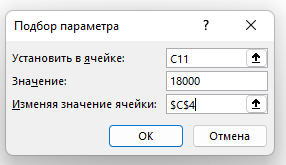 Подбор параметра ?
Установить в ячейке: C11
Значение: 18000
Изменяя значение ячейки: $C$4
ОК Отмена